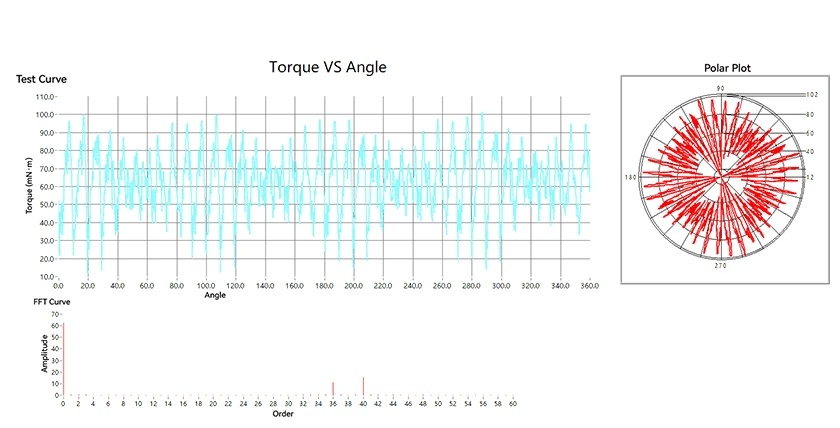 Torque VS Angle
Test Curve
Torque (mN·m)
110.0
100.0
90.0
80.0
70.0
60.0
50.0
40.0
30.0
20.0
10.0
0.0 20.0 40.0 60.0 80.0 100.0 120.0 140.0 160.0 180.0 200.0 220.0 240.0 260.0 280.0 300.0 320.0 340.0 360.0
Angle
Polar Plot
90
102
80
60
40
180
12
270
FFT Curve
Amplitude
70
60
50
40
30
20
10
0
0 2 4 6 8 10 12 14 16 18 20 22 24 26 28 30 32 34 36 38 40 42 44 46 48 50 52 54 56 58 60
Order